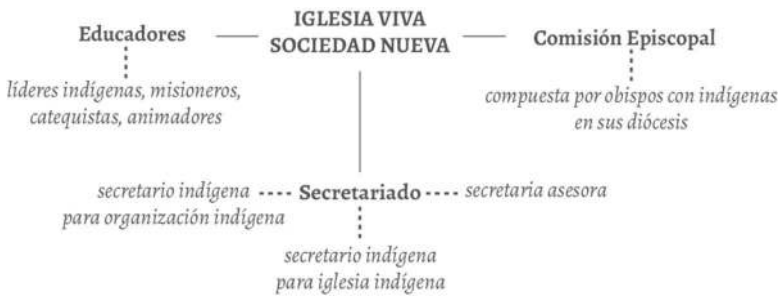 IGLESIA VIVA
SOCIEDAD NUEVA
Educadores
líderes indígenas, misioneros,
catequistas, animadores
Comisión Episcopal
compuesta por obispos con indígenas
en sus diócesis
secretario indígena
para organización indígena
Secretariado
secretaria asesora
secretario indígena
para iglesia indígena